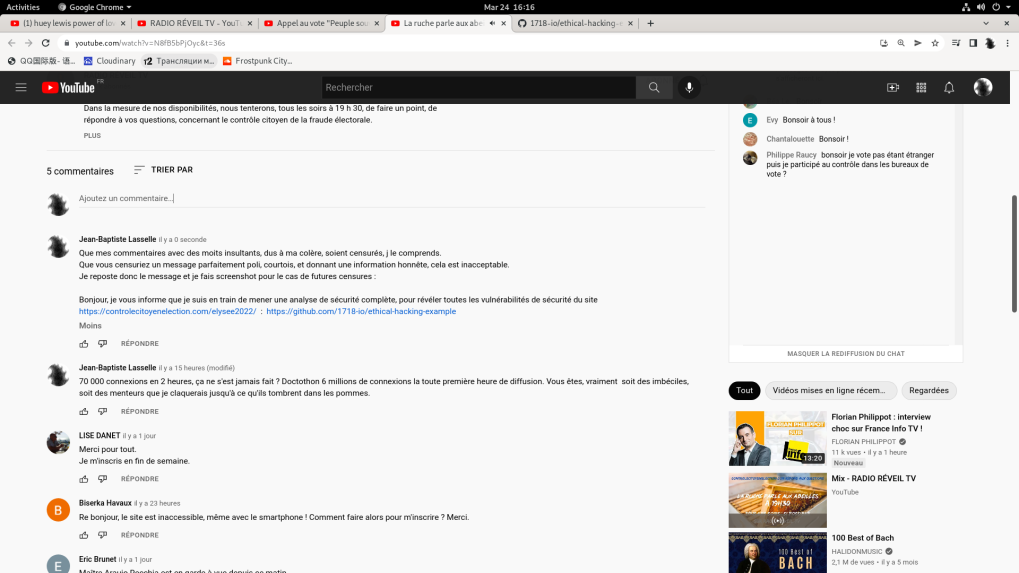 Activities
Google Chrome
Mar 24 16:16
(1) huey lewis power of lo
RADIO RÉVEIL TV - YouT
Appel au vote "Peuple sou
La ruche parle aux abe
1718-io/ethical-hacking-e
youtube.com/watch?v=N8fB5bPjOyc&t=36s
QQ国际版- 语...
Cloudinary
Трансляции м...
Frostpunk City...
YouTube FR
Rechercher
Dans la mesure de nos disponibilités, nous tenterons, tous les soirs à 19 h 30, de faire un point, de
répondre à vos questions, concernant le contrôle citoyen de la fraude électorale.
PLUS
5 commentaires
TRIER PAR
Ajoutez un commentaire...
Jean-Baptiste Lasselle il y a 0 seconde
Que mes commentaires avec des moits insultants, dus à ma colère, soient censurés, j le comprends.
Que vous censuriez un message parfaitement poli, courtois, et donnant une information honnête, cela est inacceptable.
Je reposte donc le message et je fais screenshot pour le cas de futures censures :
Bonjour, je vous informe que je suis en train de mener une analyse de sécurité complète, pour révéler toutes les vulnérabilités de sécurité du site
https://controlecitoyenelection.com/elysee2022/ : https://github.com/1718-io/ethical-hacking-example
Moins
RÉPONDRE
Jean-Baptiste Lasselle il y a 15 heures (modifié)
70 000 connexions en 2 heures, ça ne s'est jamais fait ? Doctothon 6 millions de connexions la toute première heure de diffusion. Vous êtes, vraiment soit des imbéciles,
soit des menteurs que je claquerais jusqu'à ce qu'ils tombrent dans les pommes.
RÉPONDRE
LISE DANET il y a 1 jour
Merci pour tout.
Je m'inscris en fin de semaine.
RÉPONDRE
B
Biserka Havaux il y a 23 heures
Re bonjour, le site est inaccessible, même avec le smartphone ! Comment faire alors pour m'inscrire ? Merci.
RÉPONDRE
E
Eric Brunet il y a 1 jour
E
Evy Bonsoir à tous !
Chantalouette Bonsoir !
Philippe Raucy bonsoir je vote pas étant étranger
puis je participé au contrôle dans les bureaux de
vote ?
MASQUER LA REDIFFUSION DU CHAT
Tout
Vidéos mises en ligne récem...
Regardées
FLORIAN PHILIPPOT
SUR
info
13:20
Florian Philippot : interview
choc sur France Info TV !
FLORIAN PHILIPPOT
11 k vues • il y a 1 heure
Nouveau
LA RUCHE PARLE AUX ABEILLES
À 19H30
Mix - RADIO RÉVEIL TV
YouTube
100 Best of
BACH
100 Best of Bach
HALIDONMUSIC
2,1 M de vues • il y a 5 mois